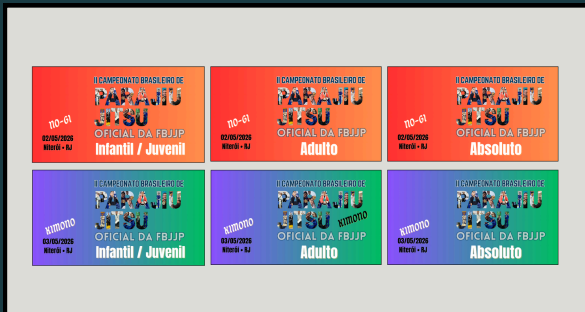 II CAMPEONATO BRASILEIRO DE
PARAJIU
JITSU
NO-GI
OFICIAL DA FBJJP
02/05/2026
Niterói • RJ
Infantil / Juvenil
II CAMPEONATO BRASILEIRO DE
PARAJIU
JITSU
NO-GI
OFICIAL DA FBJJP
02/05/2026
Niterói • RJ
Adulto
II CAMPEONATO BRASILEIRO DE
PARAJIU
JITSU
NO-GI
OFICIAL DA FBJJP
02/05/2026
Niterói • RJ
Absoluto
II CAMPEONATO BRASILEIRO DE
PARAJIU
JITSU
KIMONO
OFICIAL DA FBJJP
03/05/2026
Niterói • RJ
Infantil / Juvenil
II CAMPEONATO BRASILEIRO DE
PARAJIU
JITSU
KIMONO
KIMONO
OFICIAL DA FBJJP
03/05/2026
Niterói • RJ
Adulto
II CAMPEONATO BRASILEIRO DE
PARAJIU
JITSU
KIMONO
OFICIAL DA FBJJP
03/05/2026
Niterói • RJ
Absoluto